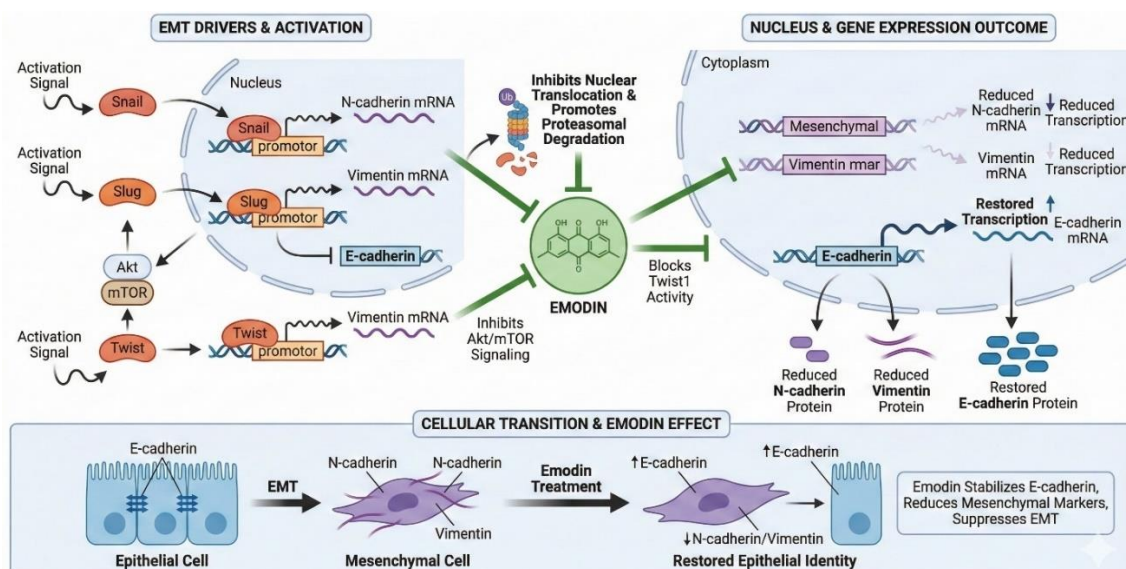 EMT DRIVERS & ACTIVATION
Activation
Signal
Snail
Nucleus
Snail
promotor
N-cadherin mRNA
Activation
Signal
Slug
Slug
promotor
Vimentin mRNA
E-cadherin
Akt
mTOR
Activation
Signal
Twist
Twist
promotor
Vimentin mRNA
Ub
Inhibits Nuclear
Translocation &
Promotes
Proteasomal
Degradation
OH
O
OH
O
EMODIN
Inhibits
Akt/mTOR
Signaling
Blocks
Twist1
Activity
NUCLEUS & GENE EXPRESSION OUTCOME
Cytoplasm
Mesenchymal
Reduced
N-cadherin
mRNA
Reduced
Transcription
Vimentin mar
Vimentin
mRNA
Reduced
Transcription
Restored
Transcription
E-cadherin
mRNA
E-cadherin
Reduced
N-cadherin
Protein
Reduced
Vimentin
Protein
Restored
E-cadherin Protein
CELLULAR TRANSITION & EMODIN EFFECT
E-cadherin
Epithelial Cell
EMT
N-cadherin
N-cadherin
Vimentin
Mesenchymal Cell
Emodin
Treatment
↑E-cadherin
↓N-cadherin/Vimentin
↑E-cadherin
Restored Epithelial Identity
Emodin Stabilizes E-cadherin,
Reduces Mesenchymal Markers,
Suppresses EMT